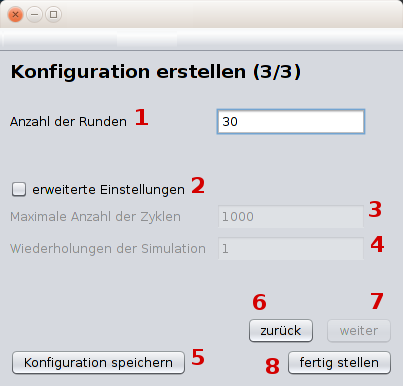 Konfiguration erstellen (3/3)
Anzahl der Runden 1 30
erweiterte Einstellungen 2
Maximale Anzahl der Zyklen 1000 3
Wiederholungen der Simulation 1 4
6 7
zurück weiter
Konfiguration speichern 5 8 fertig stellen